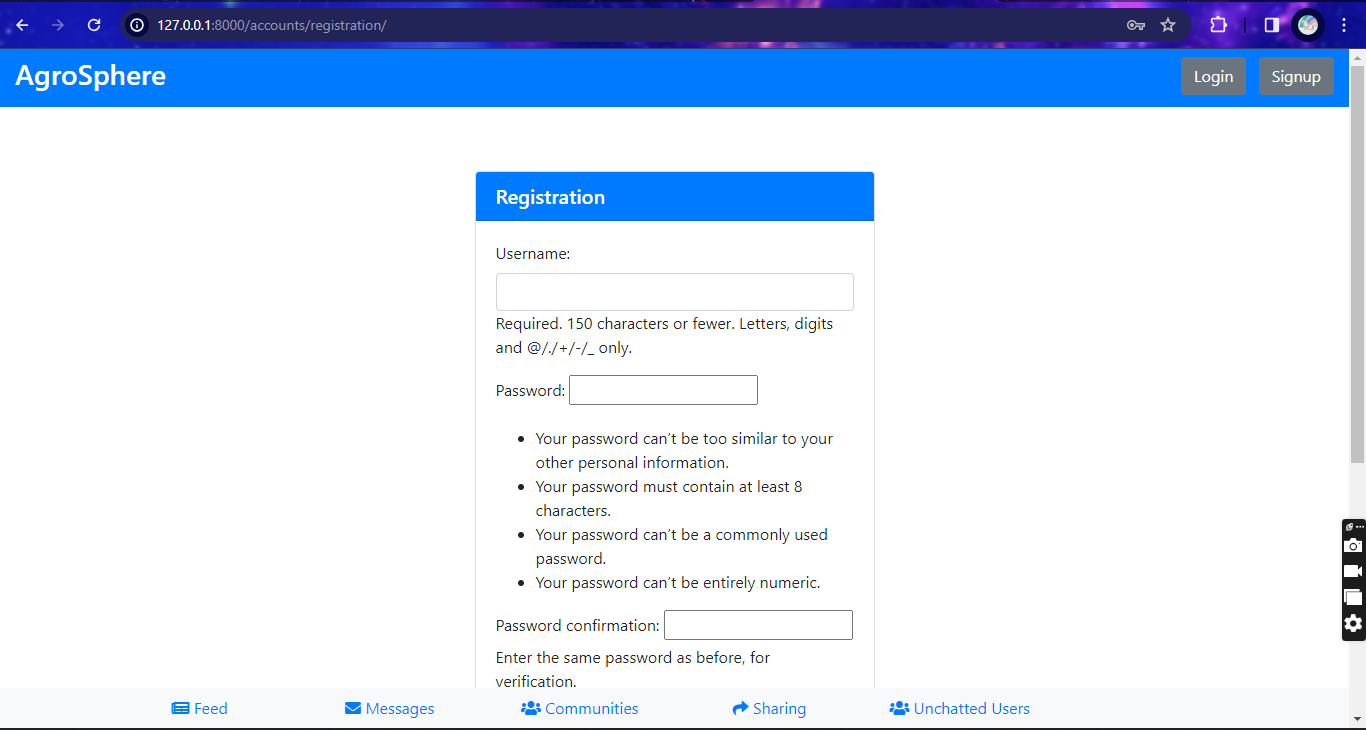 127.0.0.1:8000/accounts/registration/
AgroSphere
Login
Signup
Registration
Username:
Required. 150 characters or fewer. Letters, digits
and @/./+/-/_ only.
Password:
• Your password can’t be too similar to your
other personal information.
• Your password must contain at least 8
characters.
• Your password can’t be a commonly used
password.
• Your password can’t be entirely numeric.
Password confirmation:
Enter the same password as before, for
verification.
Feed
Messages
Communities
Sharing
Unchatted Users